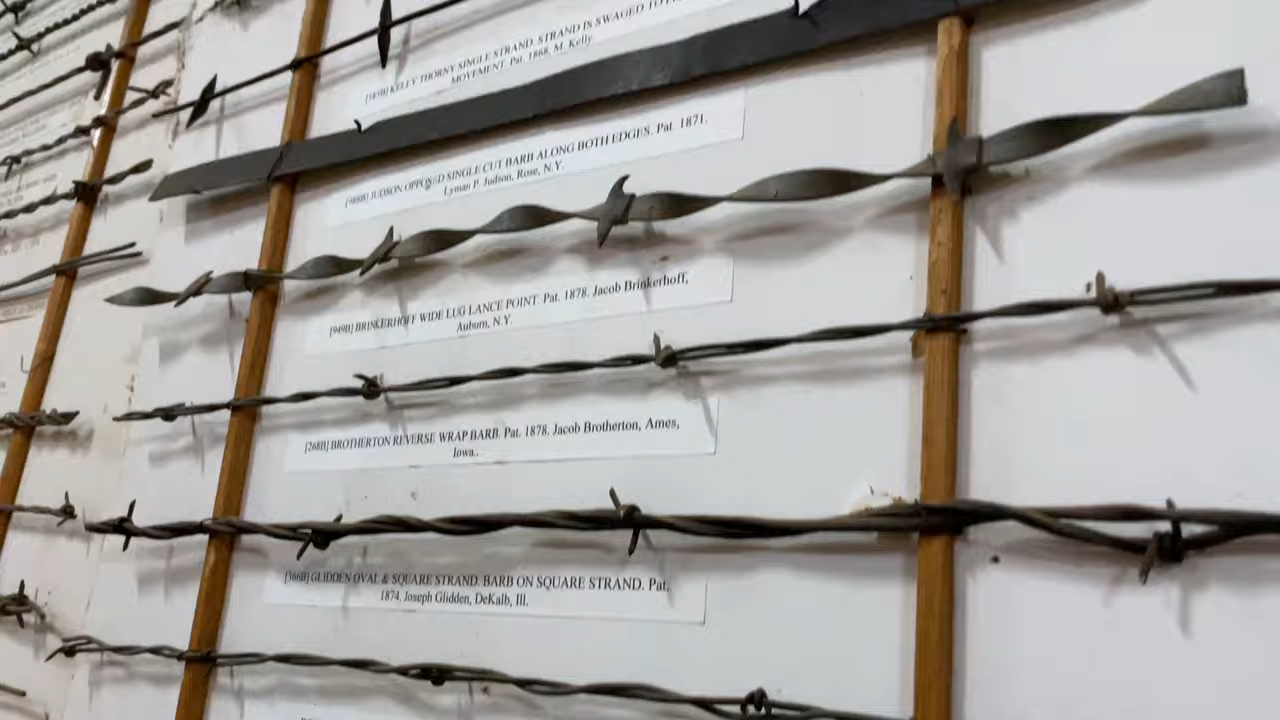 [185B] KELLY THORNY SINGLE STRAND. STRAND IS SWAGED TO
MOVEMENT. Pat. 1868, M. Kelly
[988B] JUDSON OPPOSED SINGLE CUT BARB ALONG BOTH EDGES. Pat. 1871.
Lyman P. Judson, Rose, N.Y.
[949B] BRINKERHOFF WIDE LUG LANCE POINT. Pat. 1878. Jacob Brinkerhoff,
Auburn, N.Y.
[268B] BROTHERTON REVERSE WRAP BARB. Pat. 1878. Jacob Brotherton, Ames,
Iowa..
[366B] GLIDDEN OVAL & SQUARE STRAND. BARB ON SQUARE STRAND. Pat.
1874. Joseph Glidden, DeKalb, Ill.